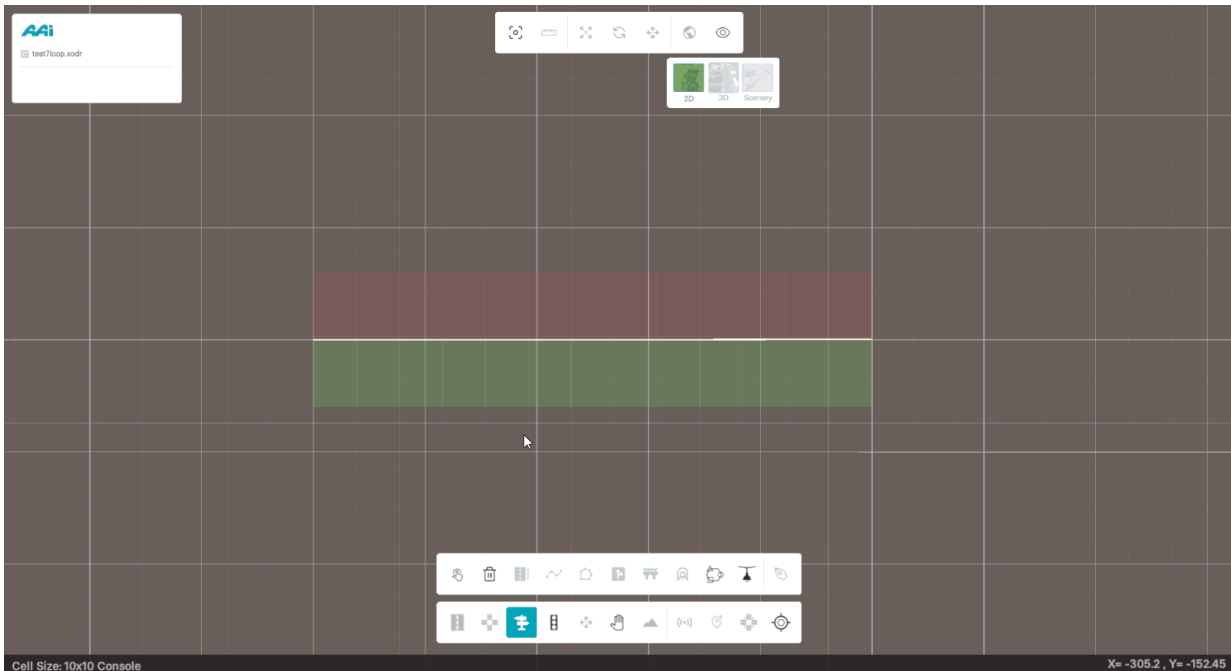 AAi
test7loop.xodr
2D 3D Scenery
Cell Size: 10x10 Console
X= -305.2 , Y= -152.45